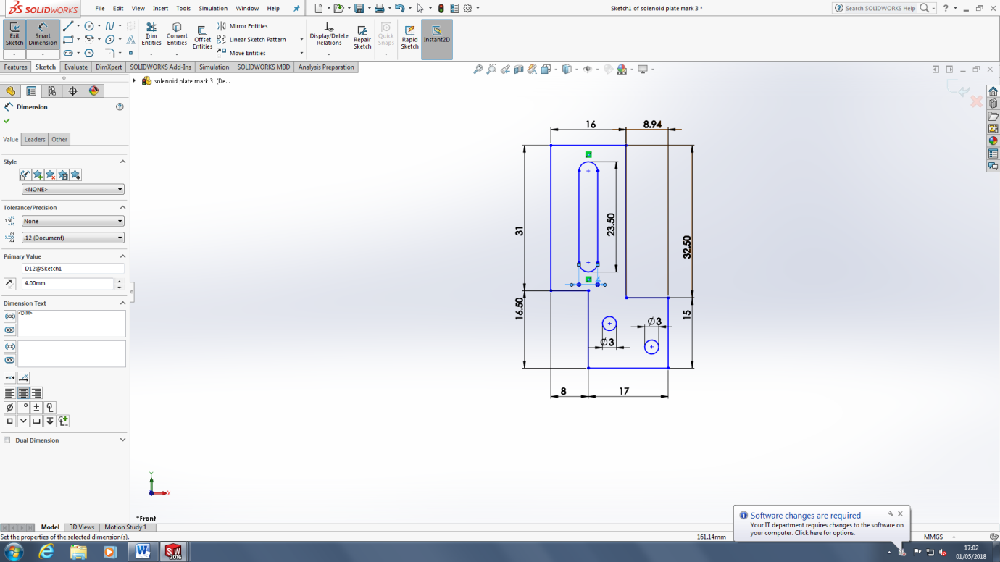 SOLIDWORKS
File Edit View Insert Tools Simulation Window Help
Sketch1 of solenoid plate mark 3 *
Search SOLIDWORKS Help
Exit Sketch
Smart Dimension
Trim Entities
Convert Entities
Offset Entities
Mirror Entities
Linear Sketch Pattern
Move Entities
Display/Delete Relations
Repair Sketch
Quick Snaps
Rapid Sketch
Instant2D
Features Sketch Evaluate DimXpert SOLIDWORKS Add-Ins Simulation SOLIDWORKS MBD Analysis Preparation
solenoid plate mark 3 (De...
Dimension
Value Leaders Other
Style
<NONE>
Tolerance/Precision
None
.12 (Document)
Primary Value
D12@Sketch1
4.00mm
Dimension Text
<DIM>
Dual Dimension
16
8.94
31
23.50
32.50
16.50
15
Ø3
Ø3
8
17
Y
X
*Front
Model 3D Views Motion Study 1
Set the properties of the selected dimension(s).
161.14mm
MMGS
Software changes are required
Your IT department requires changes to the software on
your computer. Click here for options.
17:02
01/05/2018